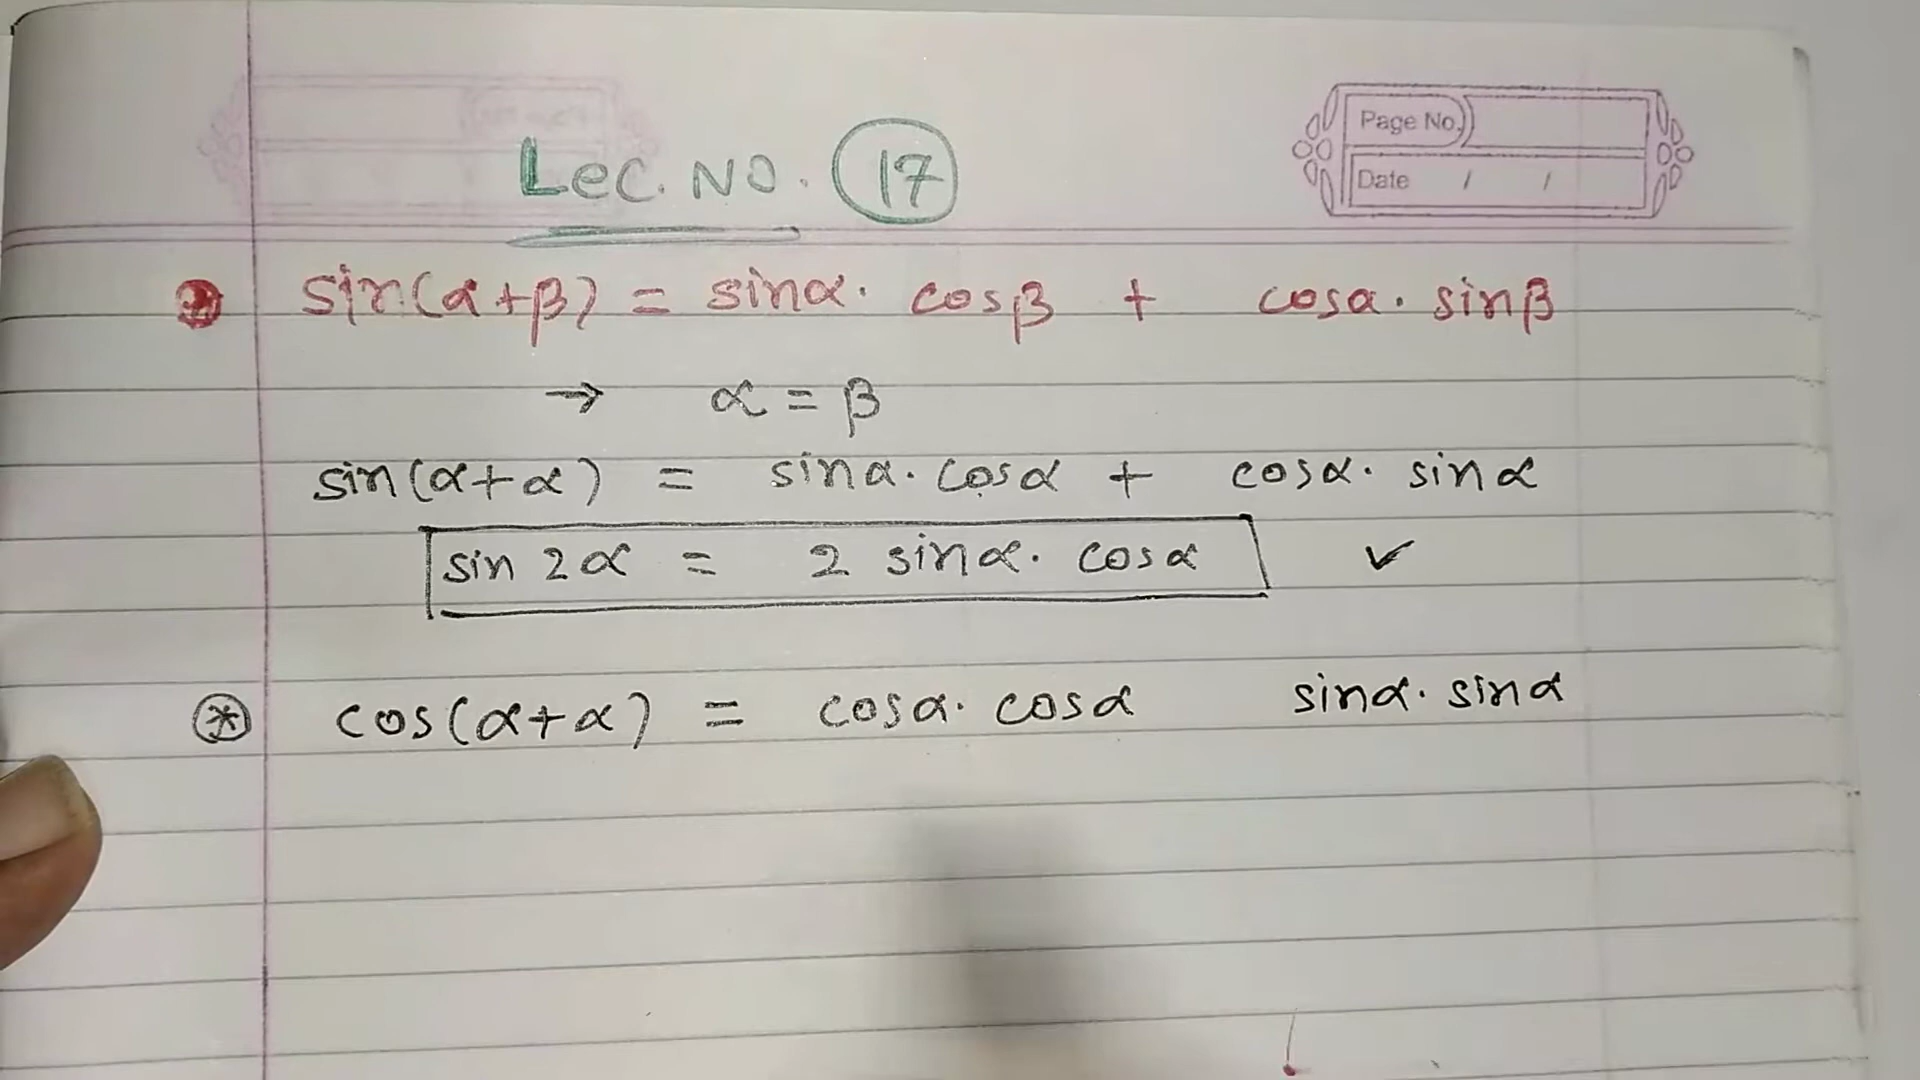 Page No.
Date / /
Lec. No. 17
sin(α+β) = sinα. cosβ + cosα. sinβ
→ α = β
sin(α+α) = sinα. cosα + cosα. sinα
sin 2α = 2 sinα. cosα ✓
* cos(α+α) = cosα. cosα sinα. sinα